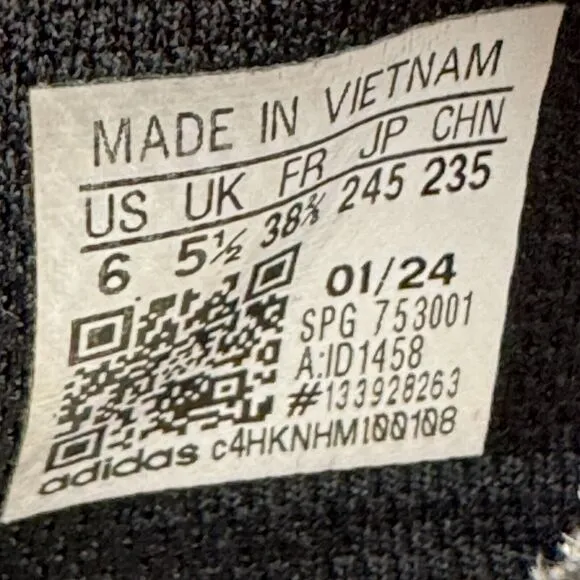 MADE IN VIETNAM
US UK FR JP CHN
6 5½ 38⅔ 245 235
01/24
SPG 753001
A:ID1458
#133928263
adidas c4HKNHM100108